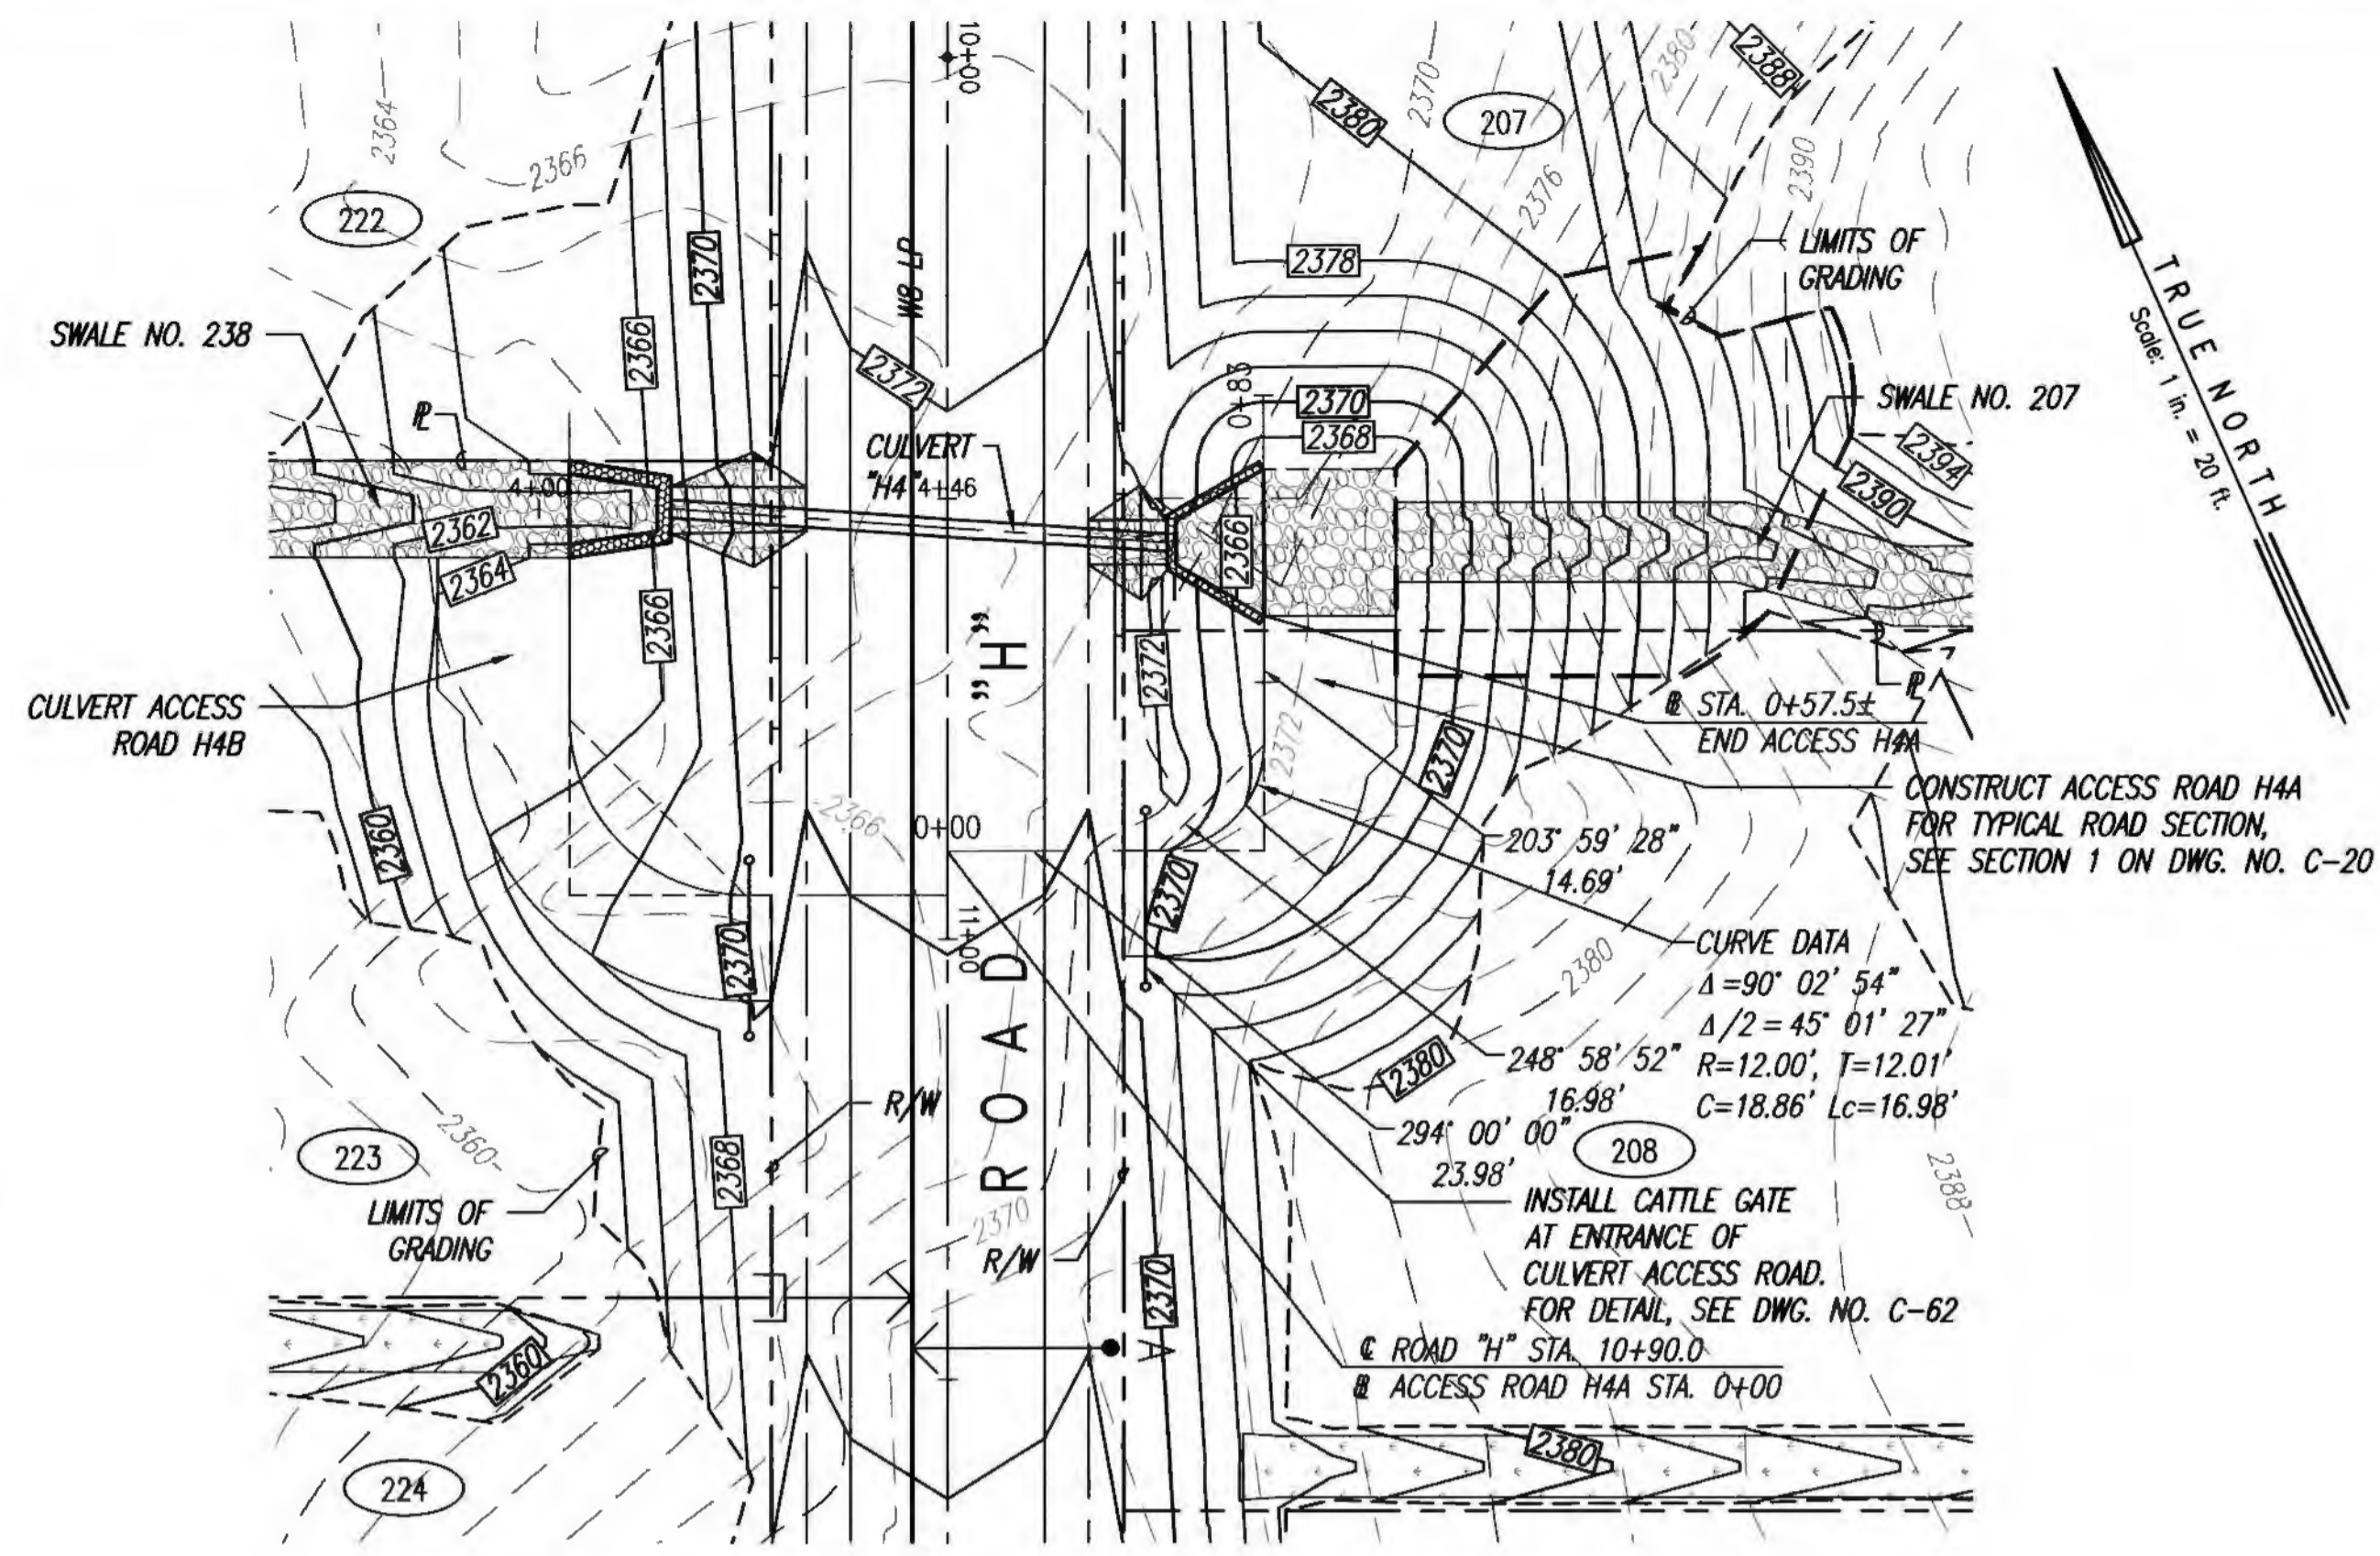 10+00
2388
2380
2370
2380
207
2364
2366
2376
2390
222
2370
WB LP
2378
LIMITS OF
GRADING
TRUE NORTH
Scale: 1 in. = 20 ft.
SWALE NO. 238
2366
2372
0+83
2370
2368
SWALE NO. 207
PL
CULVERT
"H4" 4+46
2394
2390
4+00
2362
2366
2364
2366
"H"
2372
CULVERT ACCESS
ROAD H4B
2372
2370
PL
BL STA. 0+57.5±
END ACCESS H4A
CONSTRUCT ACCESS ROAD H4A
FOR TYPICAL ROAD SECTION,
SEE SECTION 1 ON DWG. NO. C-20
2360
2366
0+00
203° 59' 28"
14.69'
2370
11+00
2370
ROAD
2380
CURVE DATA
Δ=90° 02' 54"
Δ/2=45° 01' 27"
R=12.00', T=12.01'
C=18.86' Lc=16.98'
248° 58' 52"
16.98'
2380
294° 00' 00"
23.98'
208
R/W
2360
223
2368
2388
LIMITS OF
GRADING
2370
R/W
2370
INSTALL CATTLE GATE
AT ENTRANCE OF
CULVERT ACCESS ROAD.
FOR DETAIL, SEE DWG. NO. C-62
A
2360
CL ROAD "H" STA. 10+90.0
BL ACCESS ROAD H4A STA. 0+00
2380
224